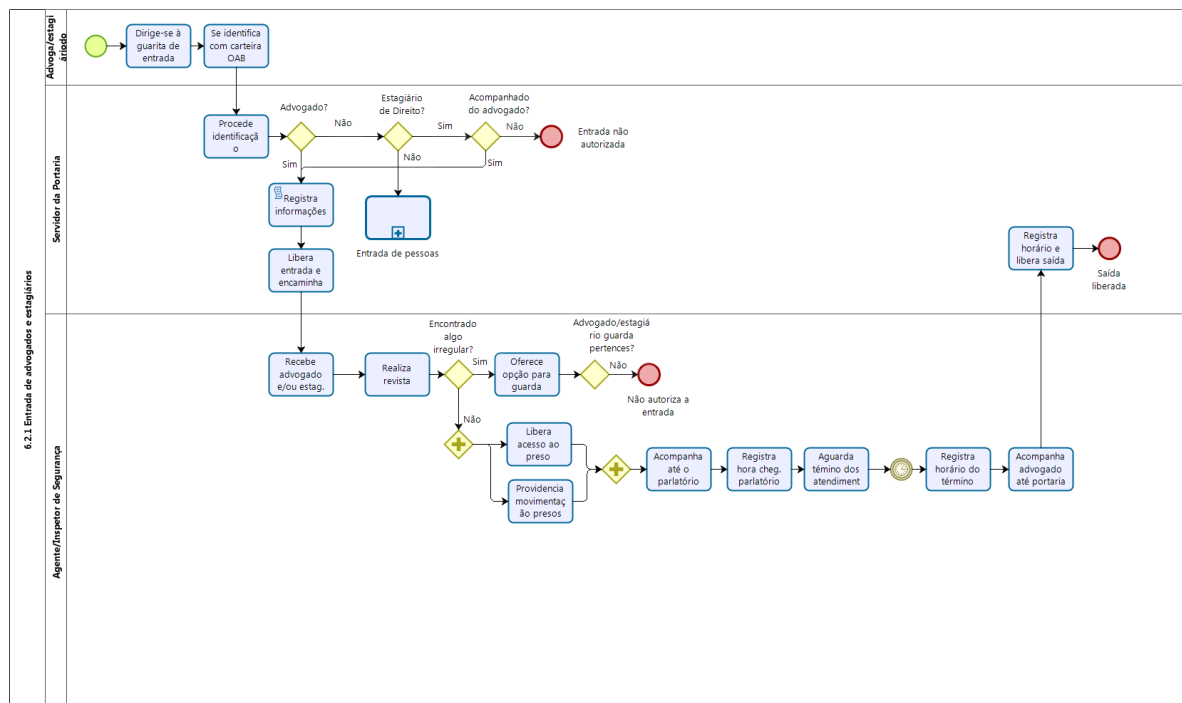 6.2.1 Entrada de advogados e estagiários
Advoga/estagi
áriodo
Dirige-se à
guarita de
entrada
Se identifica
com carteira
OAB
Servidor da Portaria
Procede
identificaçã
o
Advogado?
Não
Sim
Estagiário
de Direito?
Sim
Não
Acompanhado
do advogado?
Não
Sim
Entrada não
autorizada
Registra
informações
Entrada de pessoas
Libera
entrada e
encaminha
Registra
horário e
libera saída
Saída
liberada
Agente/Inspetor de Segurança
Recebe
advogado
e/ou estag.
Realiza
revista
Encontrado
algo
irregular?
Sim
Não
Oferece
opção para
guarda
Advogado/estagiá
rio guarda
pertences?
Não
Não autoriza a
entrada
Libera
acesso ao
preso
Providencia
movimentaç
ão presos
Acompanha
até o
parlatório
Registra
hora cheg.
parlatório
Aguarda
témino dos
atendiment
Registra
horário do
término
Acompanha
advogado
até portaria